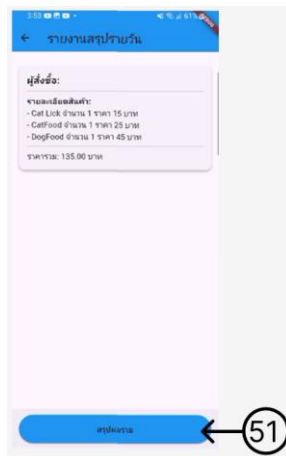 3:53
61%
รายงานสรุปรายวัน
ผู้สั่งซื้อ:
รายละเอียดสินค้า:
- Cat Lick จำนวน 1 ราคา 15 บาท
- CatFood จำนวน 1 ราคา 25 บาท
- DogFood จำนวน 1 ราคา 45 บาท
ราคารวม: 135.00 บาท
สรุปผลรวม
51